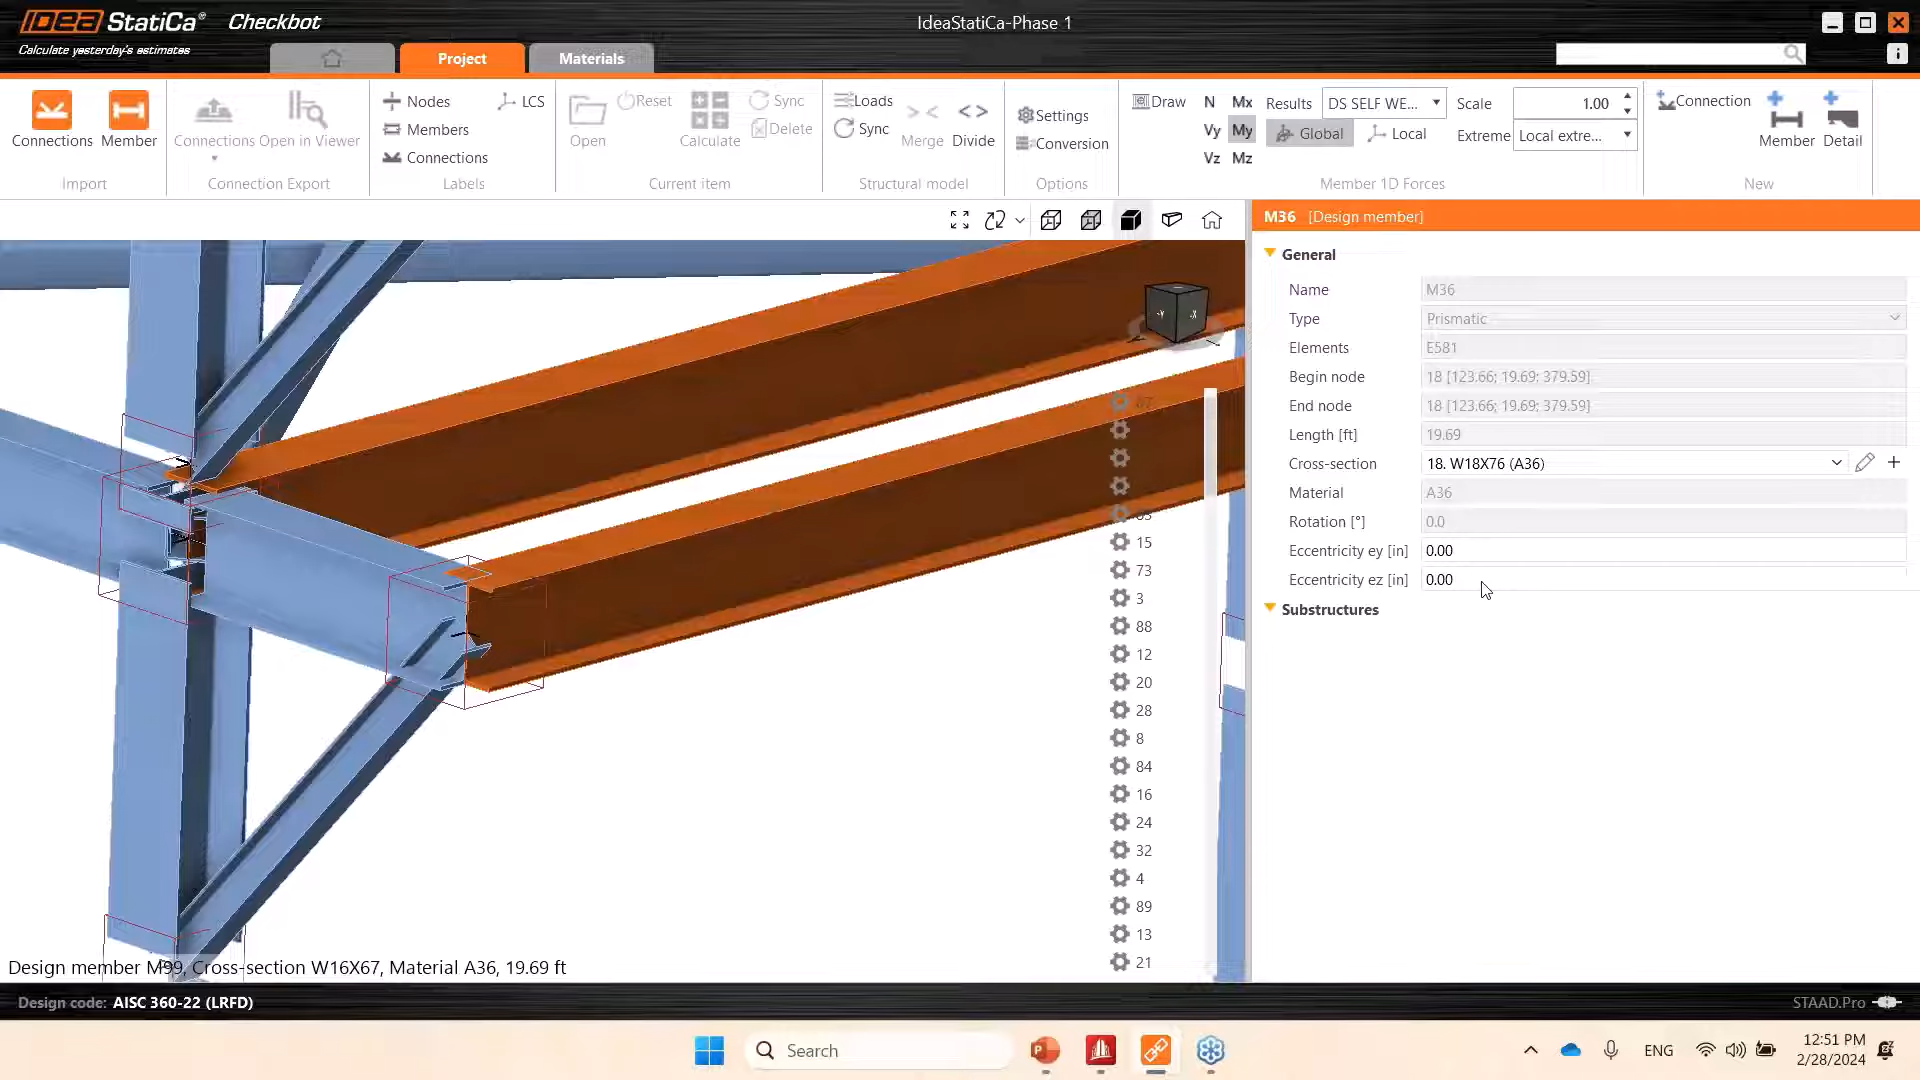 IDEA StatiCa® Checkbot
Calculate yesterday's estimates
IdeaStatiCa-Phase 1
Project
Materials
Connections
Member
Import
Connections
Open in Viewer
Connection Export
Nodes
LCS
Members
Connections
Labels
Open
Reset
Calculate
Sync
Delete
Current item
Loads
Sync
Merge
Divide
Structural model
Settings
Conversion
Options
Draw
N Mx
Vy My
Vz Mz
Results
DS SELF WE...
Scale
1.00
Global
Local
Extreme
Local extre...
Member 1D Forces
Connection
Member
Detail
New
M36 [Design member]
General
Name M36
Type Prismatic
Elements E581
Begin node 18 [123.66; 19.69; 379.59]
End node 18 [123.66; 19.69; 379.59]
Length [ft] 19.69
Cross-section 18. W18X76 (A36)
Material A36
Rotation [°] 0.0
Eccentricity ey [in] 0.00
Eccentricity ez [in] 0.00
Substructures
-Y
-X
15
73
3
88
12
20
28
8
84
16
24
32
4
89
13
21
Design member M99, Cross-section W16X67, Material A36, 19.69 ft
Design code: AISC 360-22 (LRFD)
STAAD.Pro
Search
ENG
12:51 PM
2/28/2024